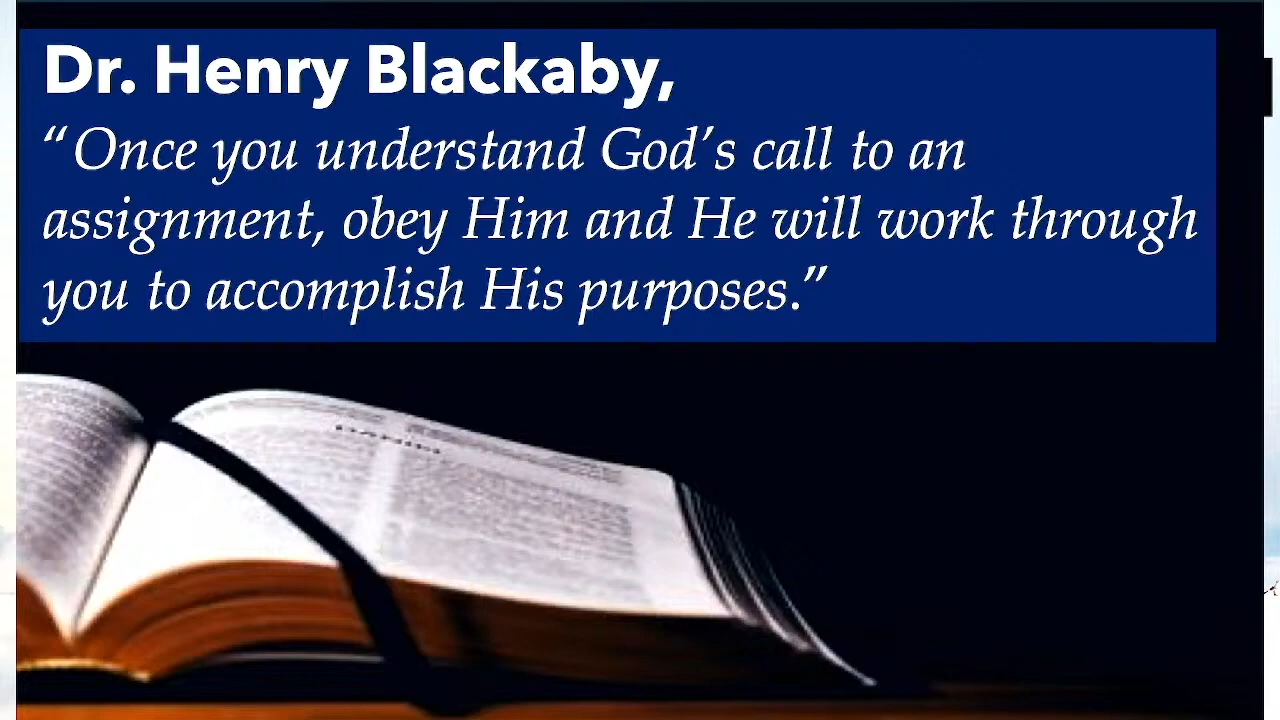 Dr. Henry Blackaby,
“Once you understand God’s call to an
assignment, obey Him and He will work through
you to accomplish His purposes.”
DANIEL